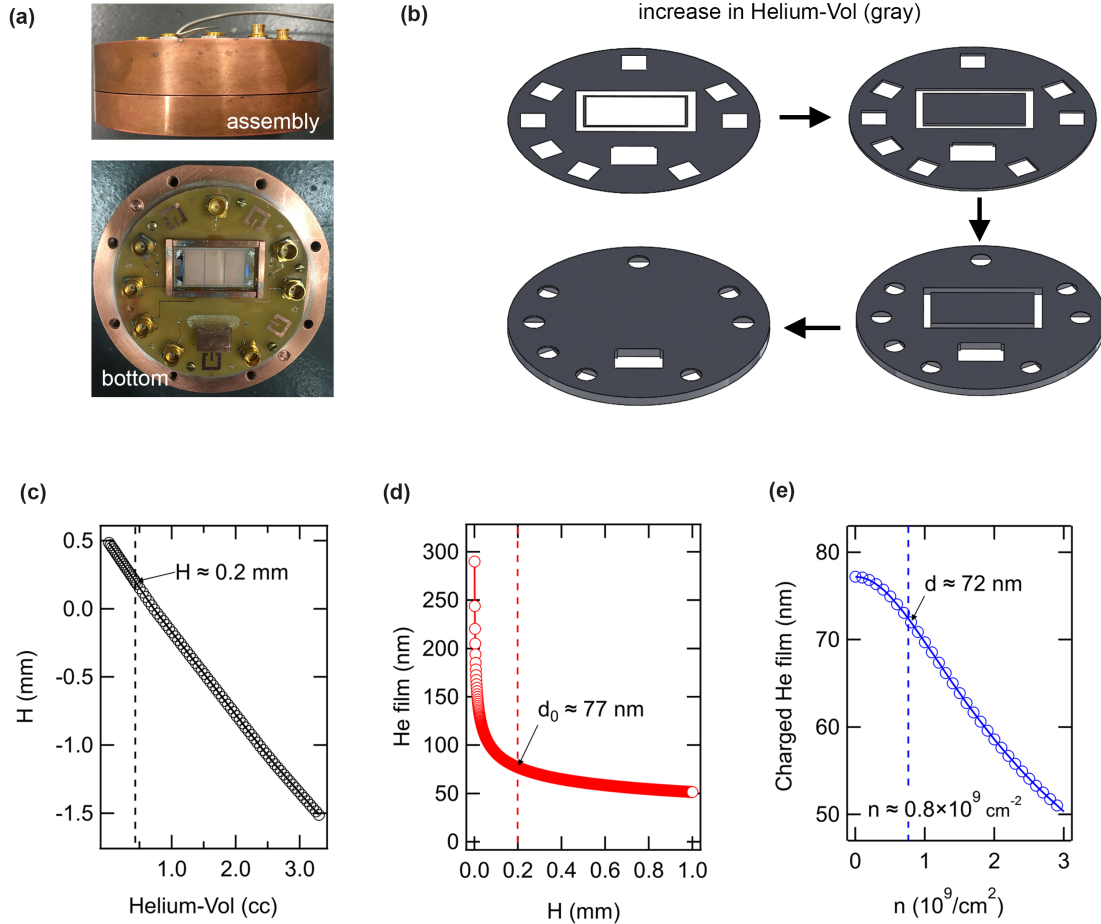 (a)
assembly
bottom
(b)
increase in Helium-Vol (gray)
(c)
H (mm)
0.5
0.0
-0.5
-1.0
-1.5
H ≈ 0.2 mm
1.0
2.0
3.0
Helium-Vol (cc)
(d)
He film (nm)
300
250
200
150
100
50
0
d₀ ≈ 77 nm
0.0
0.2
0.4
0.6
0.8
1.0
H (mm)
(e)
Charged He film (nm)
80
70
60
50
d ≈ 72 nm
n ≈ 0.8×10⁹ cm⁻²
0
1
2
3
n (10⁹/cm²)